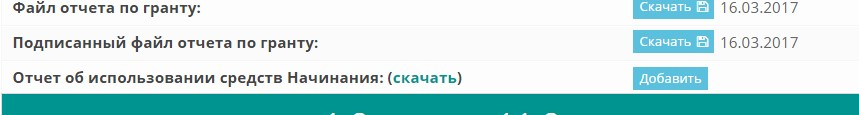 Файл отчета по гранту: Скачать 16.03.2017
Подписанный файл отчета по гранту: Скачать 16.03.2017
Отчет об использовании средств Начинания: (скачать) Добавить